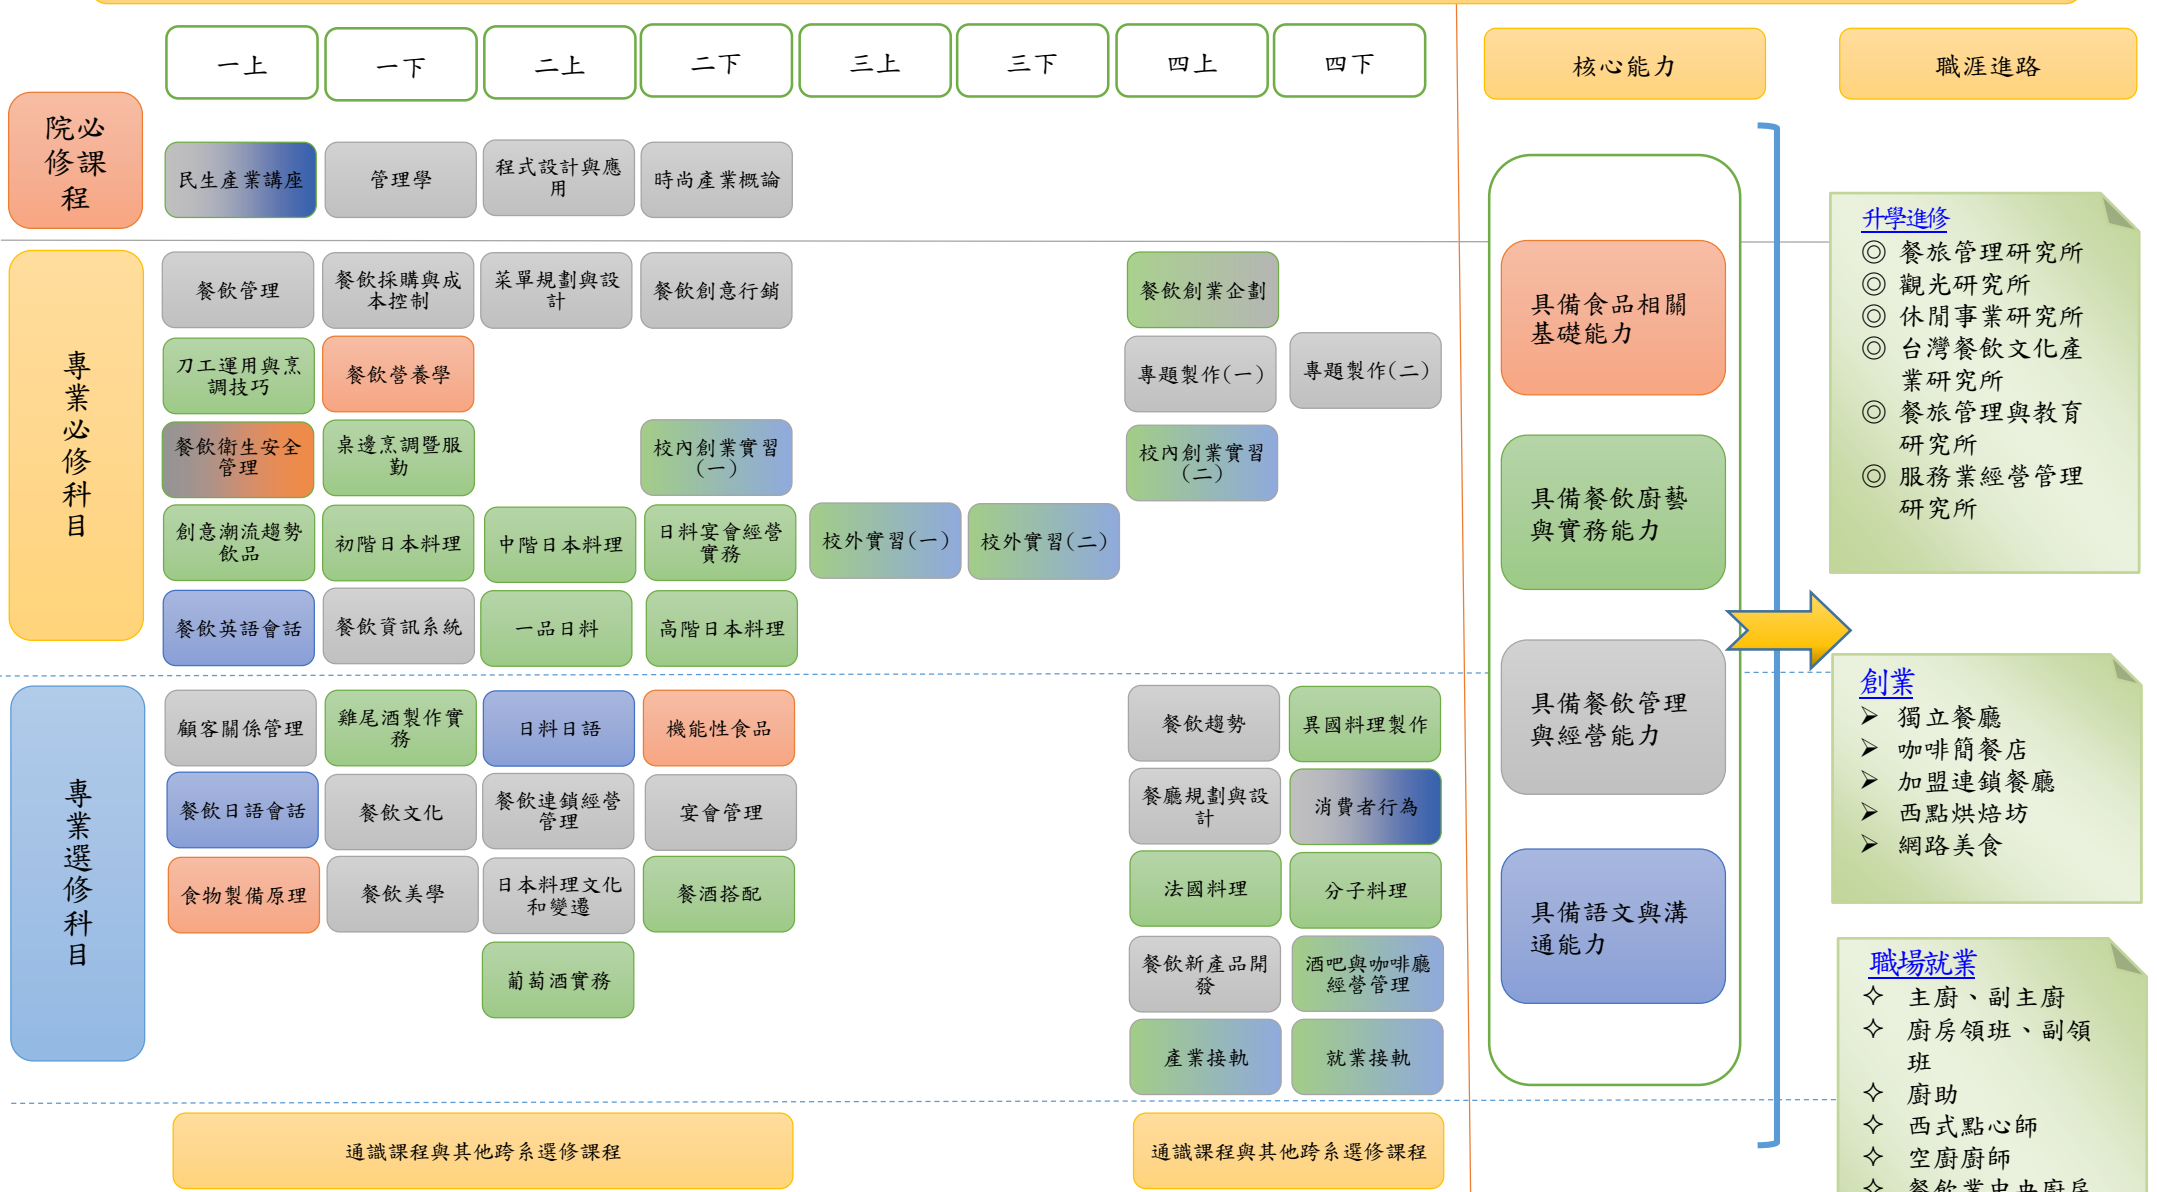 一上
一下
二上
二下
三上
三下
四上
四下
核心能力
職涯進路
院必
修課
程
民生產業講座
管理學
程式設計與應
用
時尚產業概論
專業必修科目
餐飲管理
餐飲採購與成
本控制
菜單規劃與設
計
餐飲創意行銷
餐飲創業企劃
刀工運用與烹
調技巧
餐飲營養學
專題製作(一)
專題製作(二)
餐飲衛生安全
管理
桌邊烹調暨服
勤
校內創業實習
(一)
校內創業實習
(二)
創意潮流趨勢
飲品
初階日本料理
中階日本料理
日料宴會經營
實務
校外實習(一)
校外實習(二)
餐飲英語會話
餐飲資訊系統
一品日料
高階日本料理
專業選修科目
顧客關係管理
雞尾酒製作實
務
日料日語
機能性食品
餐飲趨勢
異國料理製作
餐飲日語會話
餐飲文化
餐飲連鎖經營
管理
宴會管理
餐廳規劃與設
計
消費者行為
食物製備原理
餐飲美學
日本料理文化
和變遷
餐酒搭配
法國料理
分子料理
葡萄酒實務
餐飲新產品開
發
酒吧與咖啡廳
經營管理
產業接軌
就業接軌
通識課程與其他跨系選修課程
通識課程與其他跨系選修課程
具備食品相關
基礎能力
具備餐飲廚藝
與實務能力
具備餐飲管理
與經營能力
具備語文與溝
通能力
升學進修
◎ 餐旅管理研究所
◎ 觀光研究所
◎ 休閒事業研究所
◎ 台灣餐飲文化產
業研究所
◎ 餐旅管理與教育
研究所
◎ 服務業經營管理
研究所
創業
➢ 獨立餐廳
➢ 咖啡簡餐店
➢ 加盟連鎖餐廳
➢ 西點烘焙坊
➢ 網路美食
職場就業
✧ 主廚、副主廚
✧ 廚房領班、副領
班
✧ 廚助
✧ 西式點心師
✧ 空廚廚師
✧ 餐飲業中央廚房